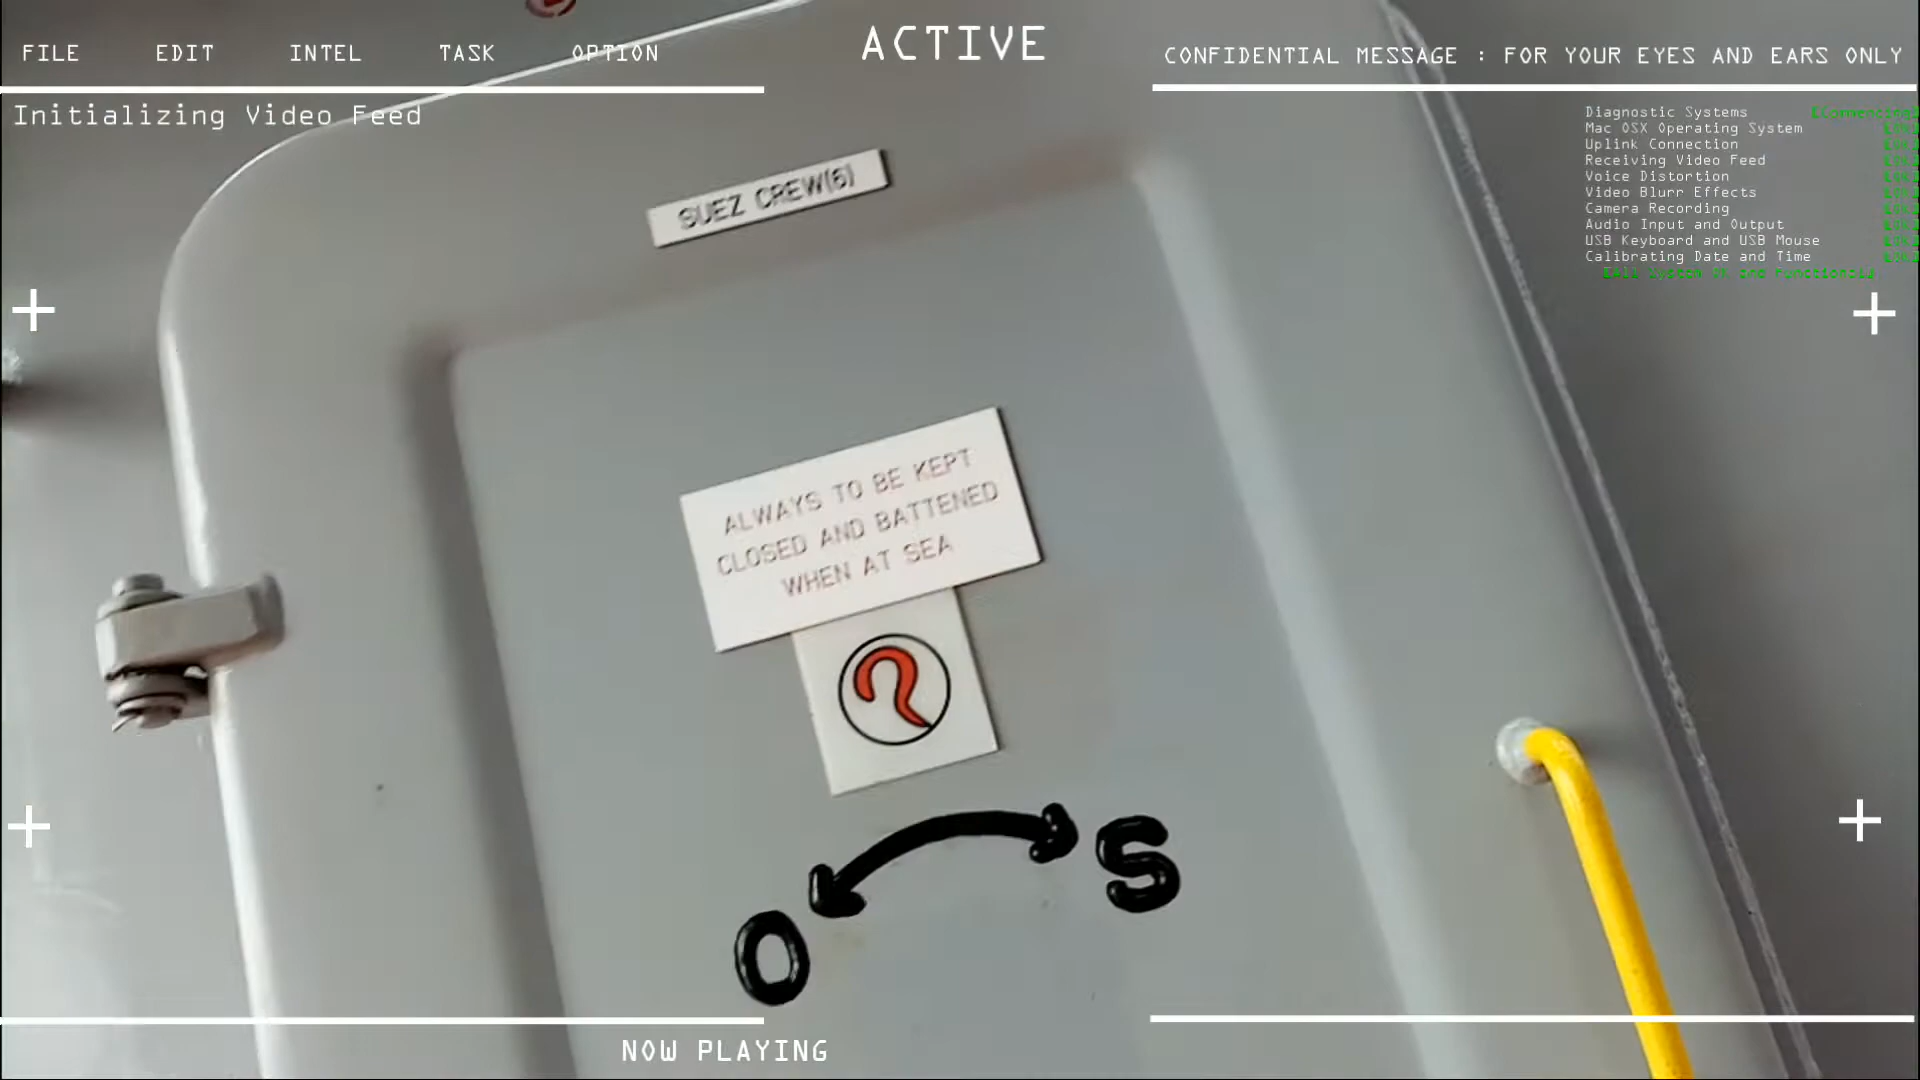 FILE EDIT INTEL TASK OPTION
ACTIVE
CONFIDENTIAL MESSAGE : FOR YOUR EYES AND EARS ONLY
Initializing Video Feed
Diagnostic Systems
Mac OSX Operating System
Uplink Connection
Receiving Video Feed
Voice Distortion
Video Blurr Effects
Camera Recording
Audio Input and Output
USB Keyboard and USB Mouse
Calibrating Date and Time
SUEZ CREW(6)
ALWAYS TO BE KEPT
CLOSED AND BATTENED
WHEN AT SEA
O S
NOW PLAYING